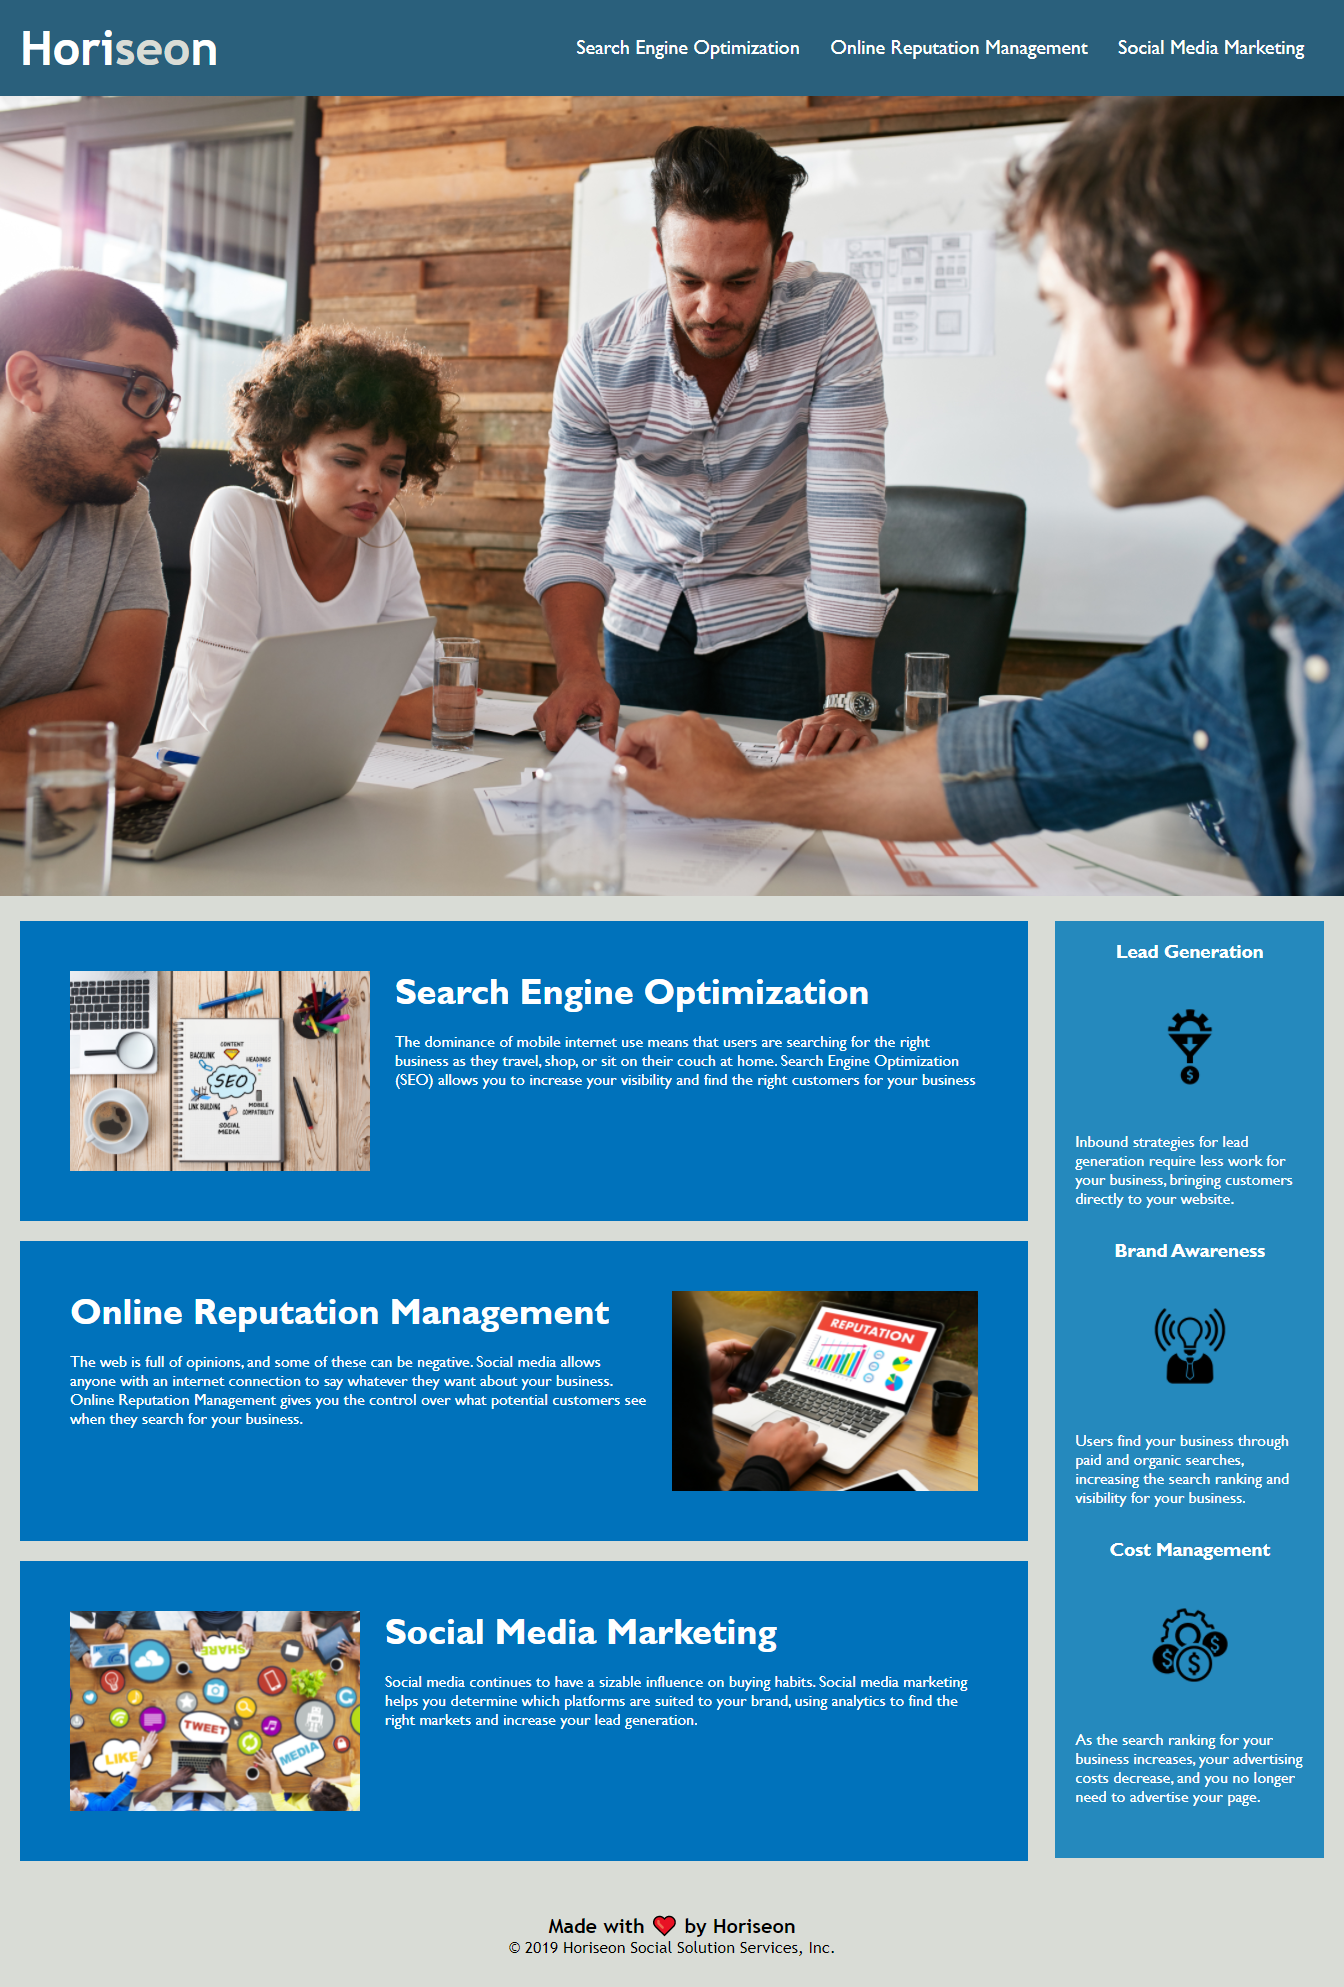 Horiseon
Search Engine Optimization
Online Reputation Management
Social Media Marketing
CONTENT
BACKLINK
HEADINGS
SEO
LINK BUILDING
MOBILE
COMPATIBILITY
SOCIAL
MEDIA
Search Engine Optimization
The dominance of mobile internet use means that users are searching for the right
business as they travel, shop, or sit on their couch at home. Search Engine Optimization
(SEO) allows you to increase your visibility and find the right customers for your business
Online Reputation Management
The web is full of opinions, and some of these can be negative. Social media allows
anyone with an internet connection to say whatever they want about your business.
Online Reputation Management gives you the control over what potential customers see
when they search for your business.
REPUTATION
SHARE
TWEET
LIKE
MEDIA
Social Media Marketing
Social media continues to have a sizable influence on buying habits. Social media marketing
helps you determine which platforms are suited to your brand, using analytics to find the
right markets and increase your lead generation.
Lead Generation
$
Inbound strategies for lead
generation require less work for
your business, bringing customers
directly to your website.
Brand Awareness
Users find your business through
paid and organic searches,
increasing the search ranking and
visibility for your business.
Cost Management
$ $ $
As the search ranking for your
business increases, your advertising
costs decrease, and you no longer
need to advertise your page.
Made with ❤️ by Horiseon
© 2019 Horiseon Social Solution Services, Inc.